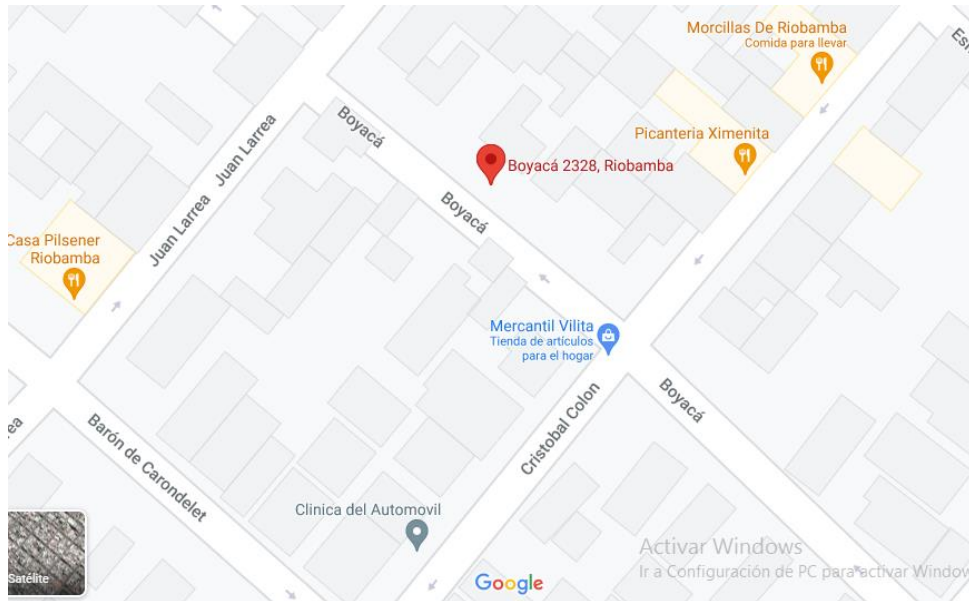 Morcillas De Riobamba
Comida para llevar
Boyacá
Picanteria Ximenita
Juan Larrea
Boyacá 2328, Riobamba
Boyacá
Juan Larrea
Casa Pilsener
Riobamba
Mercantil Vilita
Tienda de artículos
para el hogar
Boyacá
Cristobal Colon
Barón de Carondelet
Clinica del Automovil
Activar Windows
Ir a Configuración de PC para activar Window
Satélite
Google